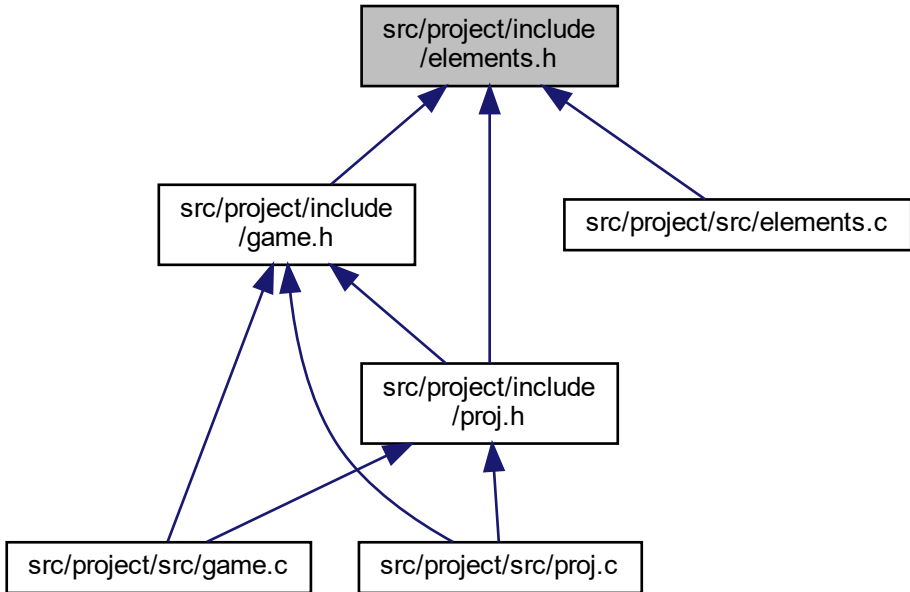 src/project/include
/elements.h
src/project/include
/game.h
src/project/src/elements.c
src/project/include
/proj.h
src/project/src/game.c
src/project/src/proj.c